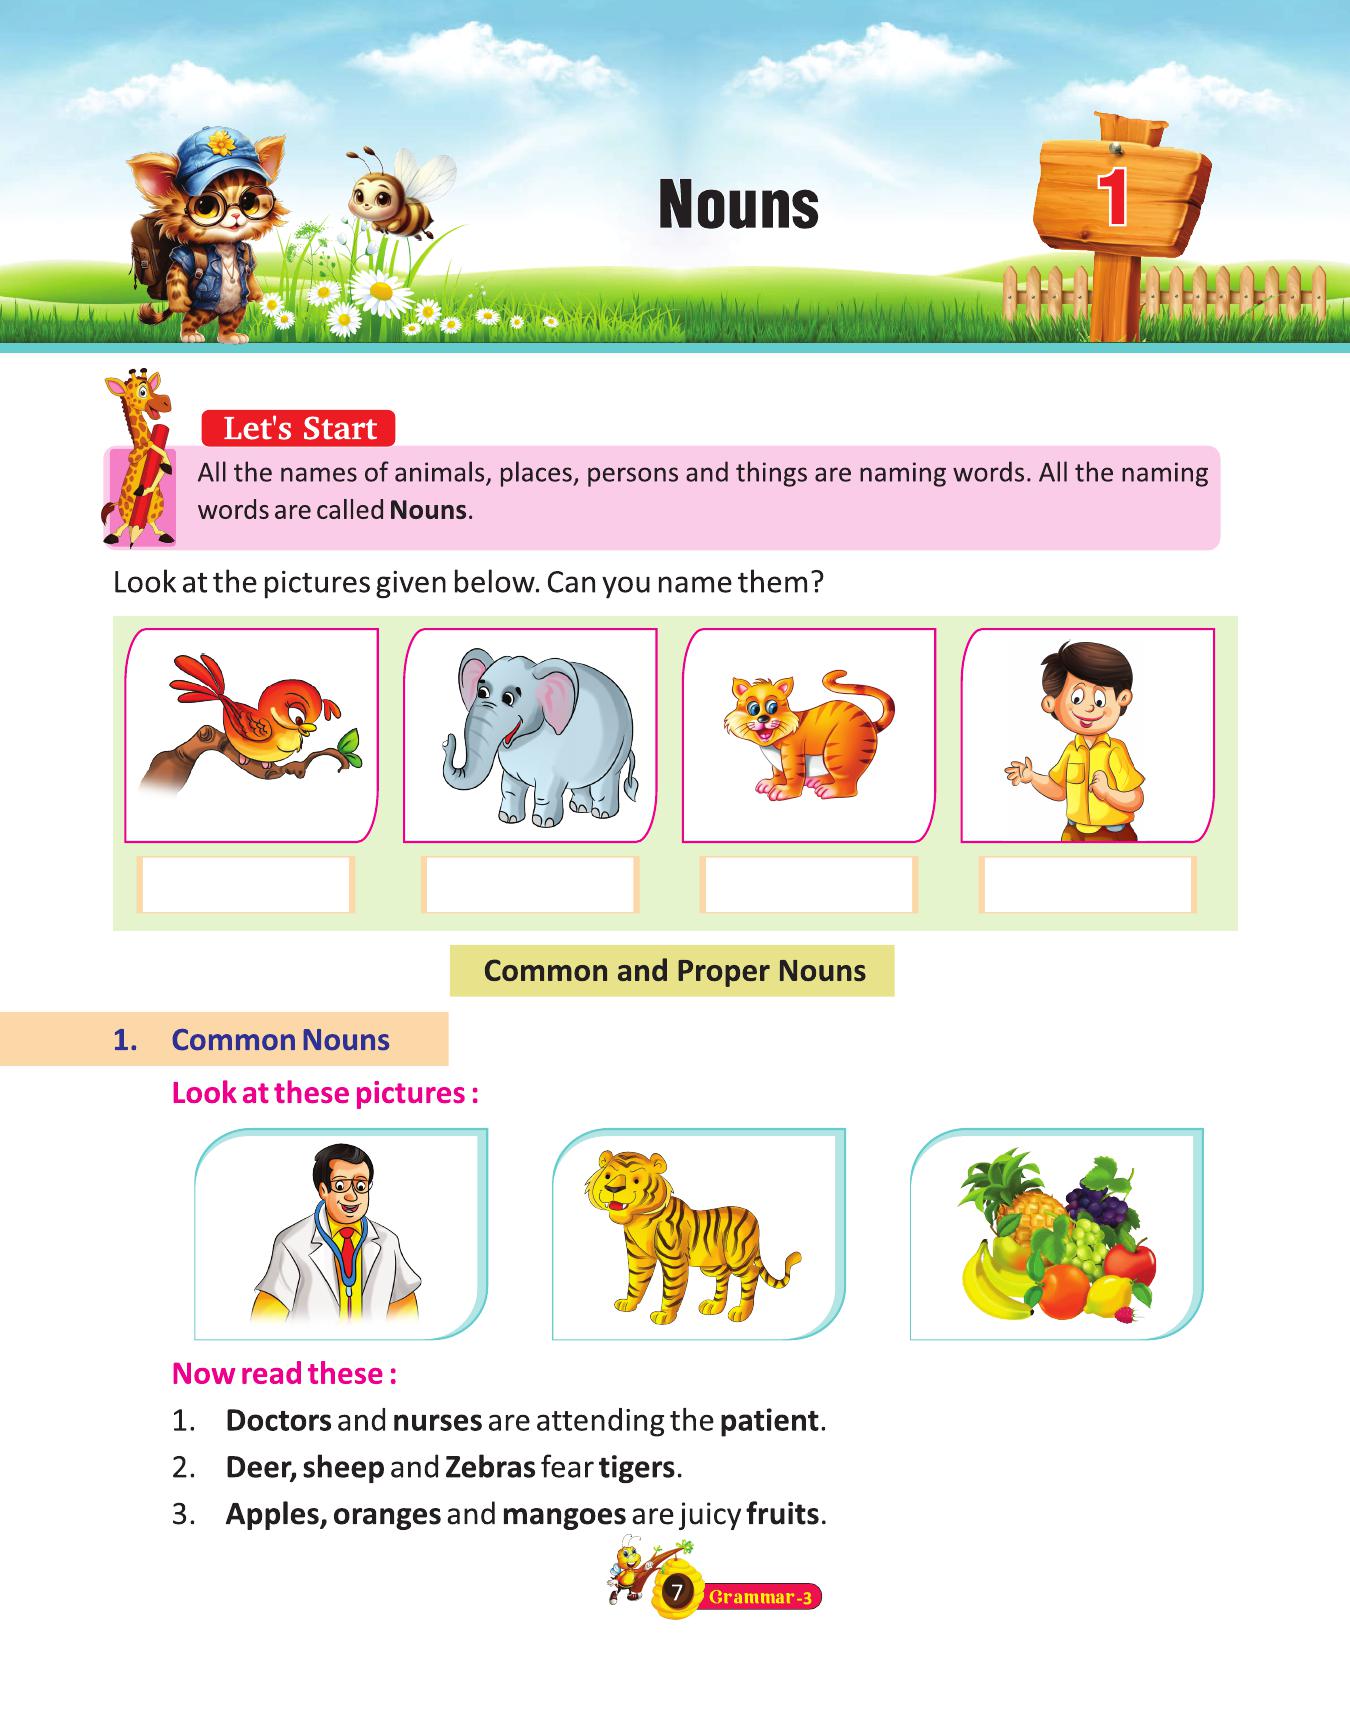 Nouns
1
Let's Start
All the names of animals, places, persons and things are naming words. All the naming
words are called Nouns.
Look at the pictures given below. Can you name them?
Common and Proper Nouns
1. Common Nouns
Look at these pictures :
Now read these :
1. Doctors and nurses are attending the patient.
2. Deer, sheep and Zebras fear tigers.
3. Apples, oranges and mangoes are juicy fruits.
7 Grammar-3